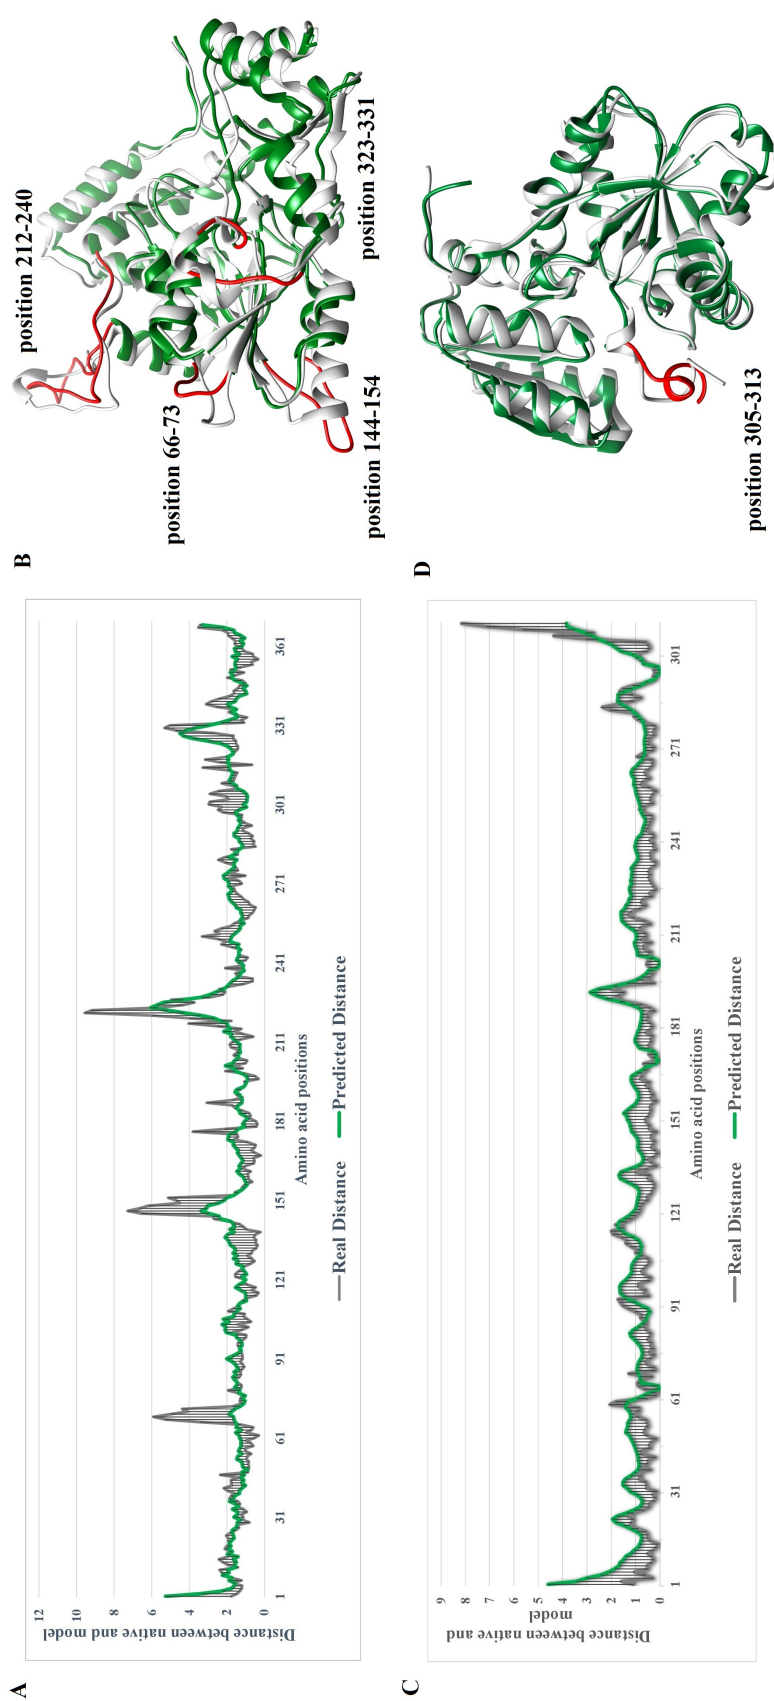 A
12
10
8
6
4
2
0
Distance between native and model
1
31
61
91
121
151
181
211
241
271
301
331
361
Amino acid positions
Real Distance
Predicted Distance
B
position 212-240
position 66-73
position 144-154
position 323-331
C
9
8
7
6
5
4
3
2
1
0
Distance between native and
model
1
31
61
91
121
151
181
211
241
271
301
Amino acid positions
Real Distance
Predicted Distance
D
position 305-313